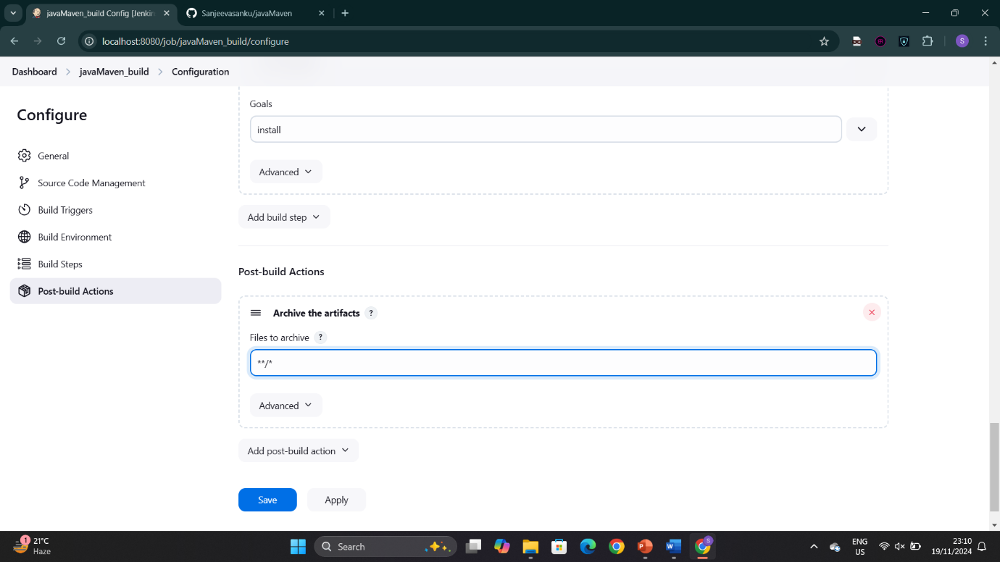 javaMaven_build Config [Jenkin
Sanjeevasanku/javaMaven
localhost:8080/job/javaMaven_build/configure
S
Dashboard
javaMaven_build
Configuration
Configure
General
Source Code Management
Build Triggers
Build Environment
Build Steps
Post-build Actions
Goals
install
Advanced
Add build step
Post-build Actions
Archive the artifacts ?
Files to archive ?
**/*
Advanced
Add post-build action
Save
Apply
1
21°C
Haze
Search
P
W
S
ENG
US
23:10
19/11/2024